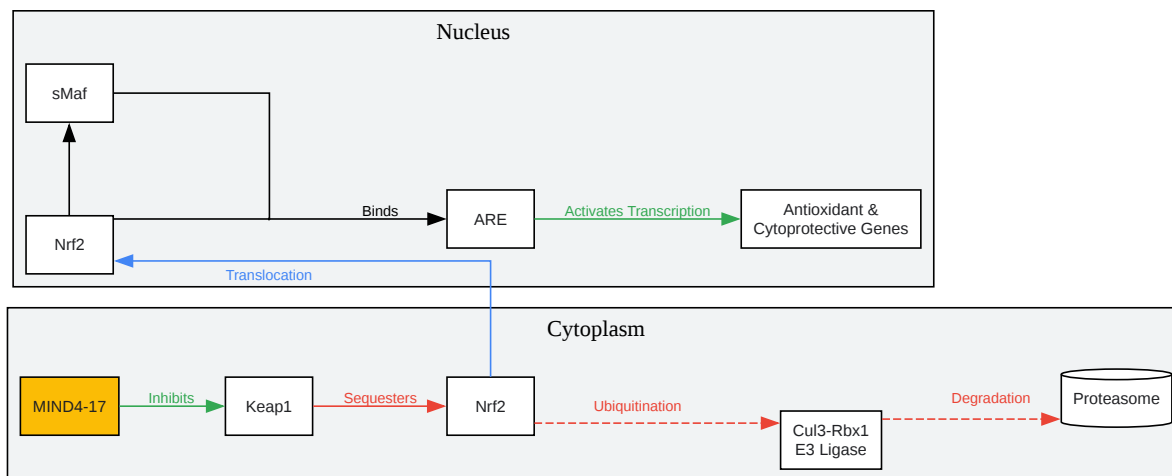 Nucleus
sMaf
Nrf2
Binds
ARE
Activates Transcription
Antioxidant &
Cytoprotective Genes
Translocation
Cytoplasm
MIND4-17
Inhibits
Keap1
Sequesters
Nrf2
Ubiquitination
Cul3-Rbx1
E3 Ligase
Degradation
Proteasome